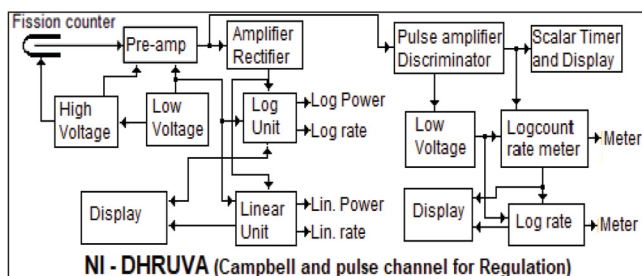 Fission counter
Pre-amp
Amplifier
Rectifier
Pulse amplifier
Discriminator
Scalar Timer
and Display
High
Voltage
Low
Voltage
Log
Unit
Log Power
Log rate
Low
Voltage
Logcount
rate meter
Meter
Display
Linear
Unit
Lin. Power
Lin. rate
Display
Log rate
Meter
NI - DHRUVA (Campbell and pulse channel for Regulation)